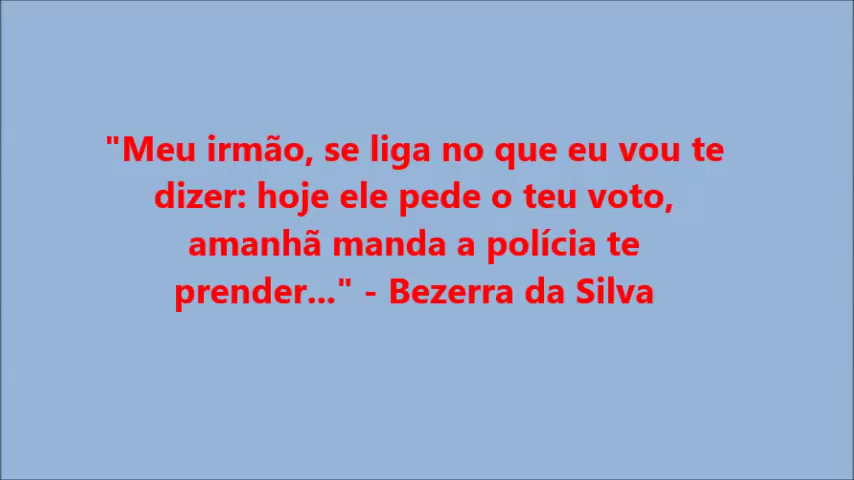 "Meu irmão, se liga no que eu vou te
dizer: hoje ele pede o teu voto,
amanhã manda a polícia te
prender..." - Bezerra da Silva